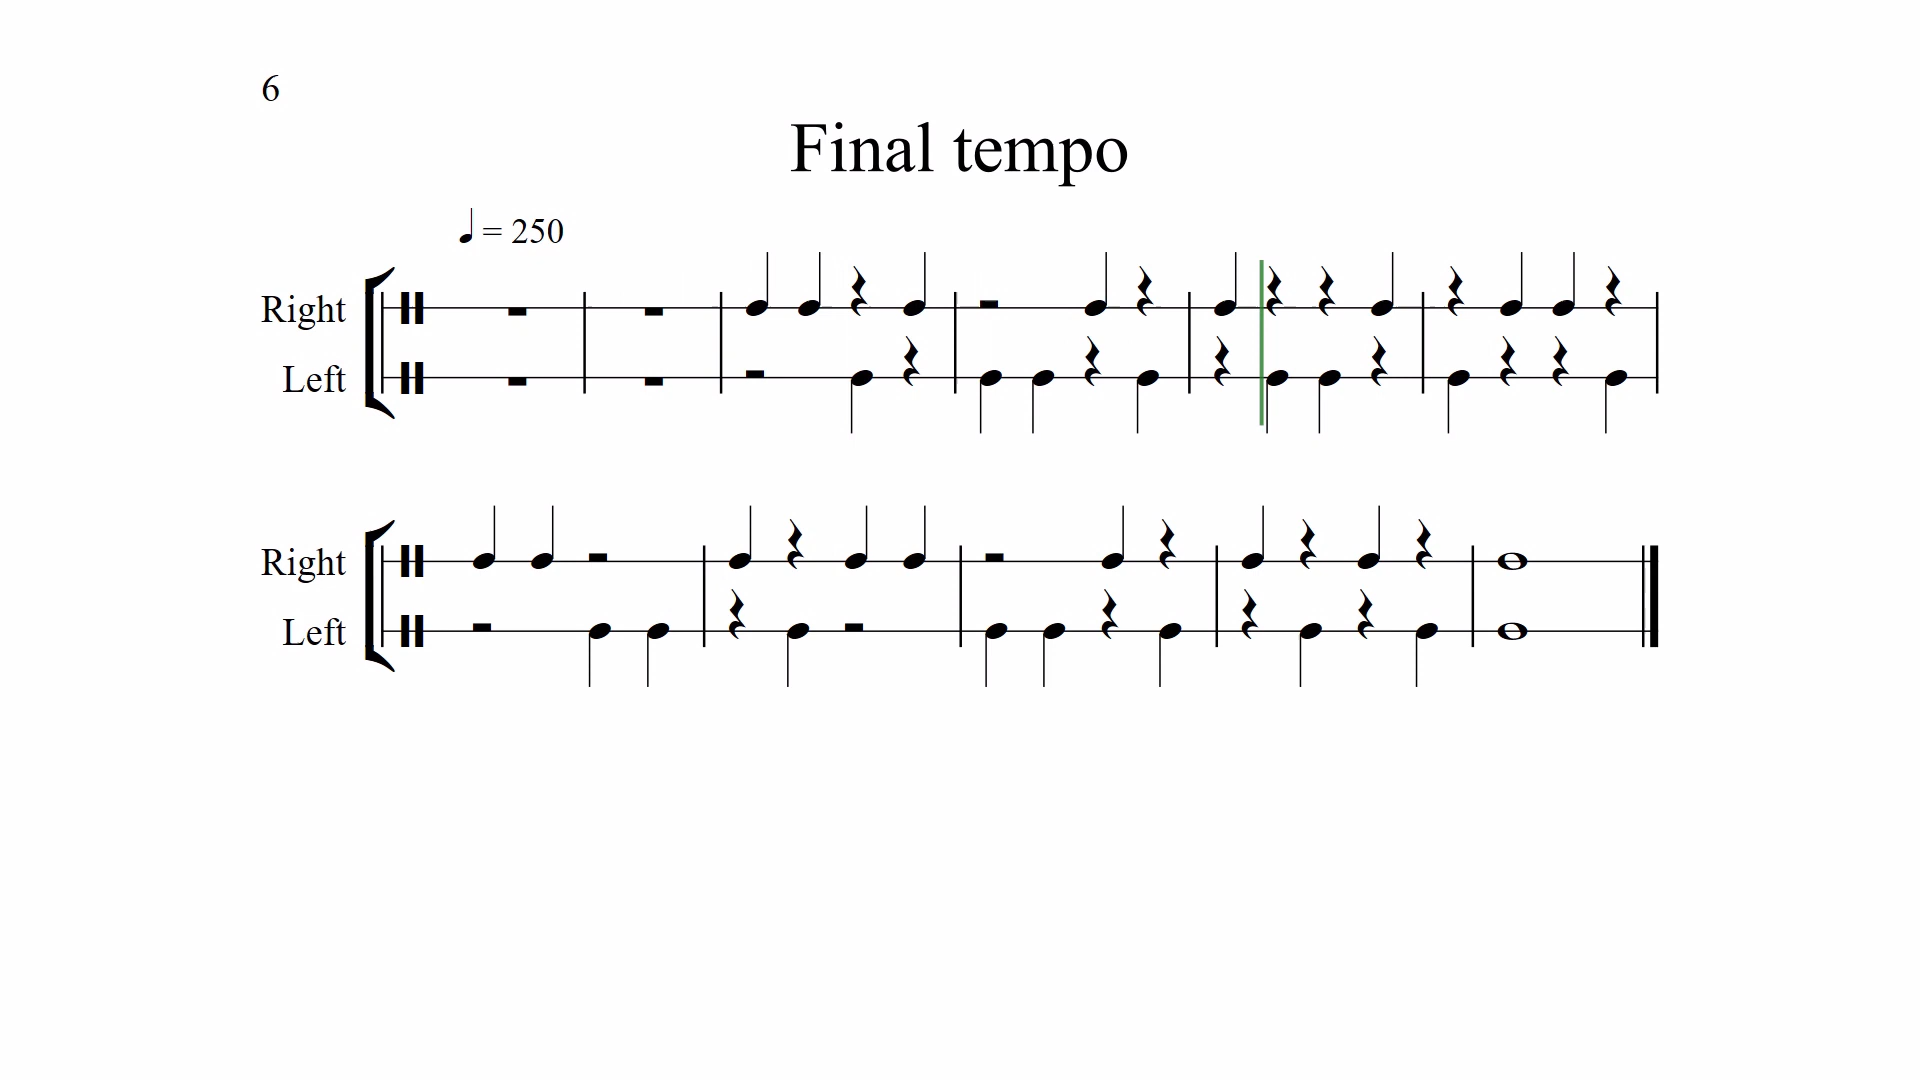 6
Final tempo
♩ = 250
Right
Left
Right
Left